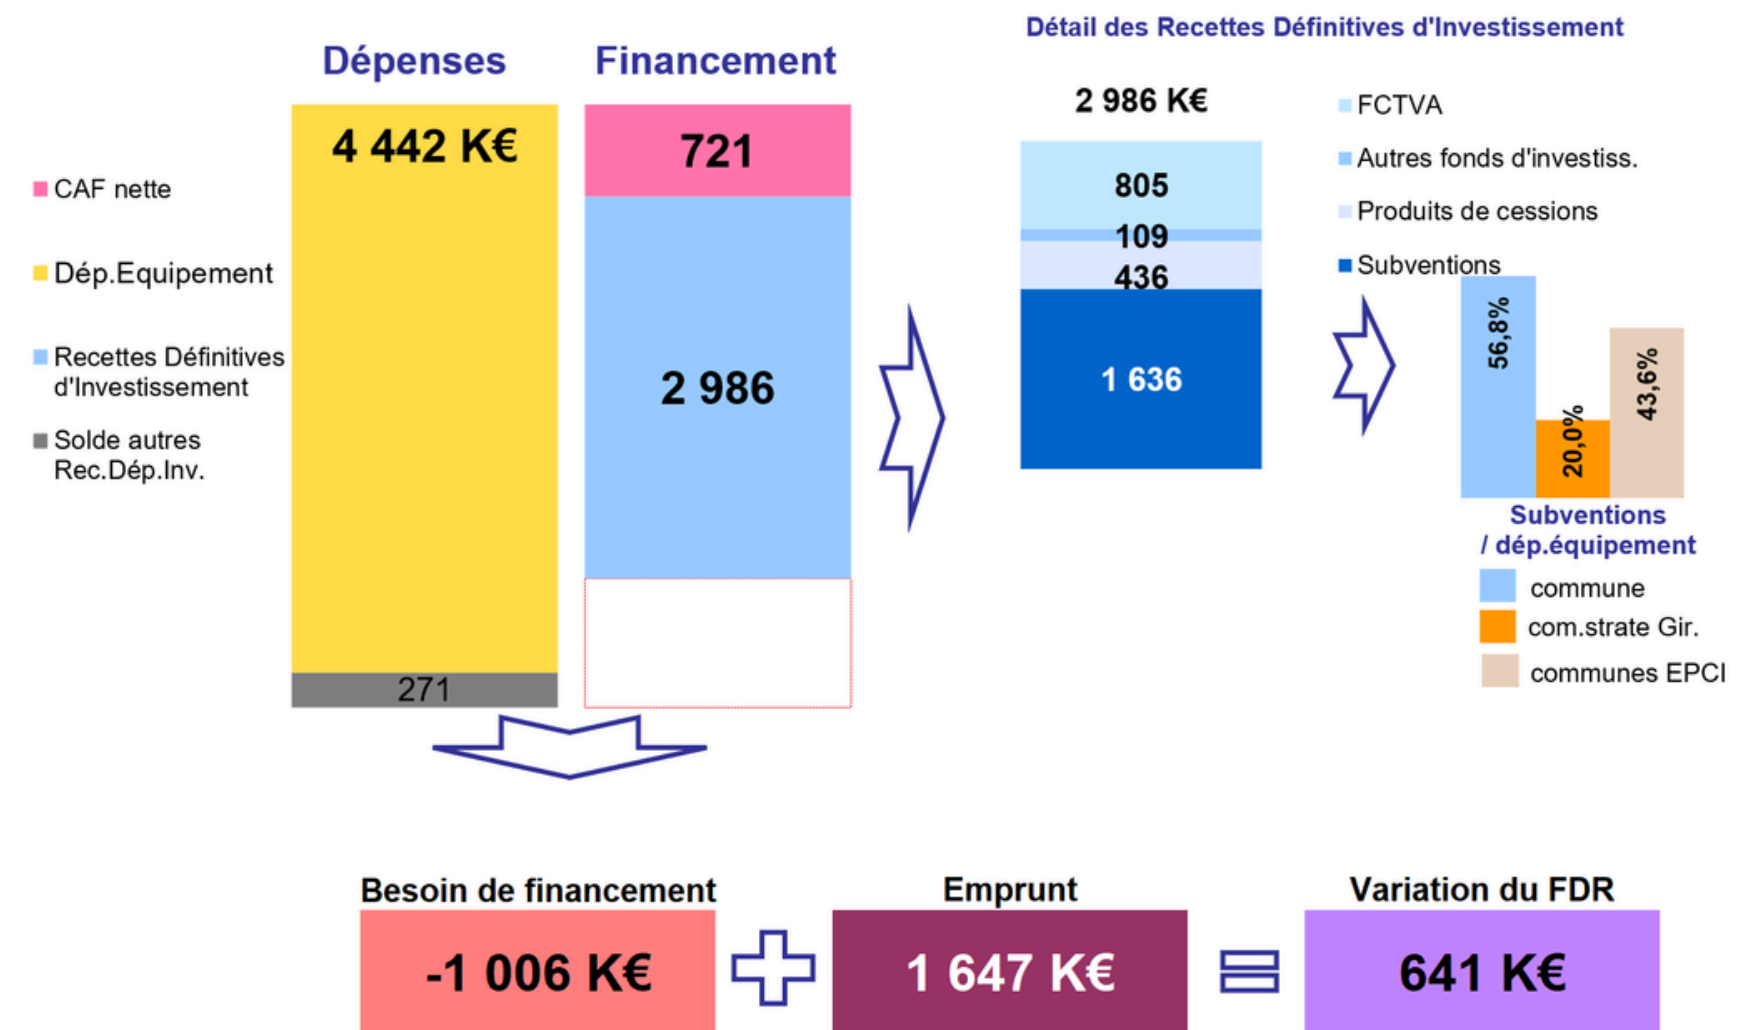 Détail des Recettes Définitives d'Investissement
Dépenses
Financement
4 442 K€
721
2 986
271
CAF nette
Dép.Equipement
Recettes Définitives
d'Investissement
Solde autres
Rec.Dép.Inv.
2 986 K€
805
109
436
1 636
FCTVA
Autres fonds d'investiss.
Produits de cessions
Subventions
56,8%
20,0%
43,6%
Subventions
/ dép.équipement
commune
com.strate Gir.
communes EPCI
Besoin de financement
-1 006 K€
Emprunt
1 647 K€
Variation du FDR
641 K€